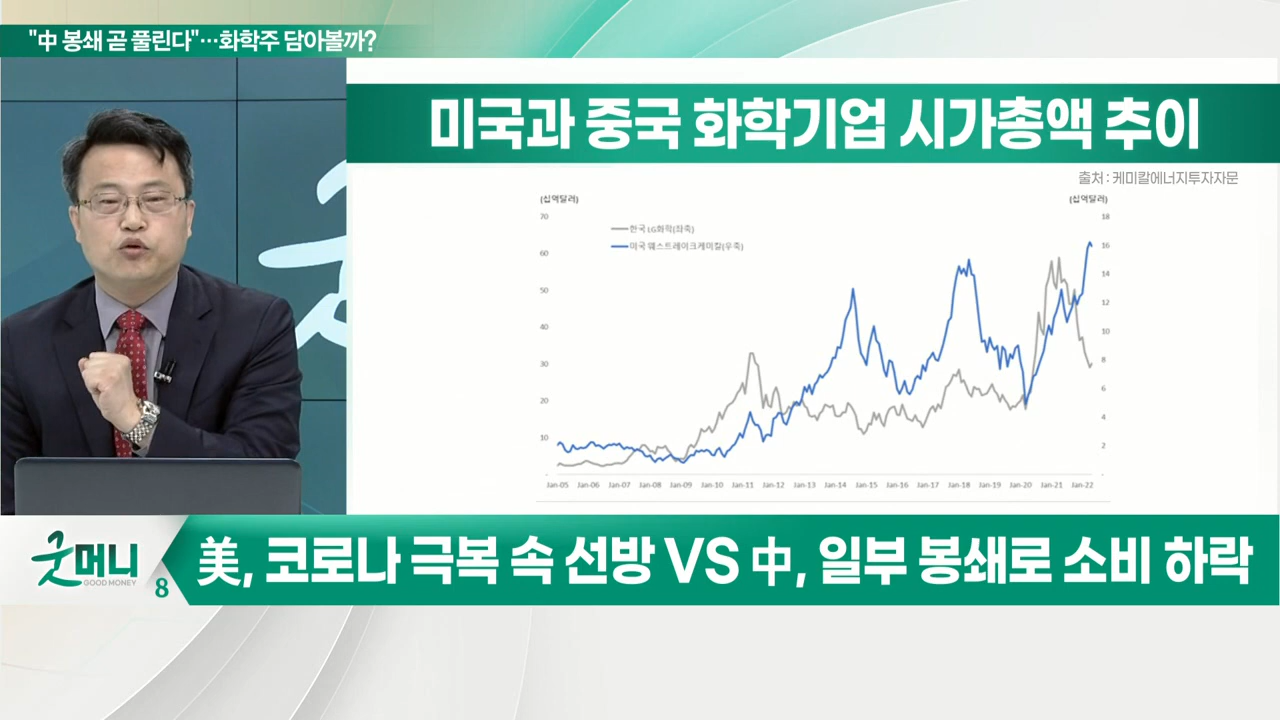 "中 봉쇄 곧 풀린다"…화학주 담아볼까?
미국과 중국 화학기업 시가총액 추이
출처 : 케미칼에너지투자자문
(십억달러)
(십억달러)
한국 LG화학(좌축)
미국 웨스트레이크케미칼(우축)
70
60
50
40
30
20
10
-
18
16
14
12
10
8
6
4
2
-
Jan-05 Jan-06 Jan-07 Jan-08 Jan-09 Jan-10 Jan-11 Jan-12 Jan-13 Jan-14 Jan-15 Jan-16 Jan-17 Jan-18 Jan-19 Jan-20 Jan-21 Jan-22
굿머니
GOOD MONEY
8
美, 코로나 극복 속 선방 VS 中, 일부 봉쇄로 소비 하락